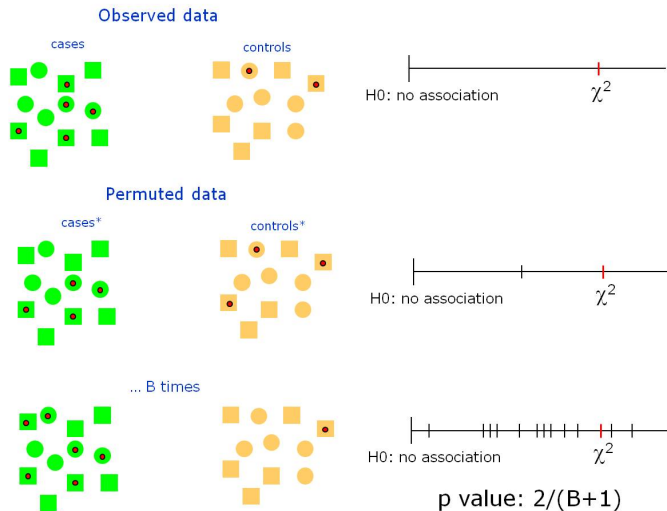 Observed data
cases
controls
H0: no association
χ²
Permuted data
cases*
controls*
H0: no association
χ²
... B times
H0: no association
χ²
p value: 2/(B+1)